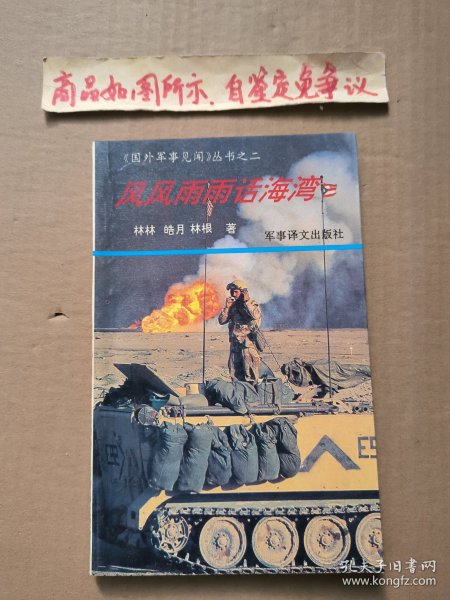 商品如图所示，自鉴定免争议
《国外军事见闻》丛书之二
风风雨雨话海湾
林林 皓月 林根 著
军事译文出版社
E5
孔夫子旧书网
www.kongfz.com